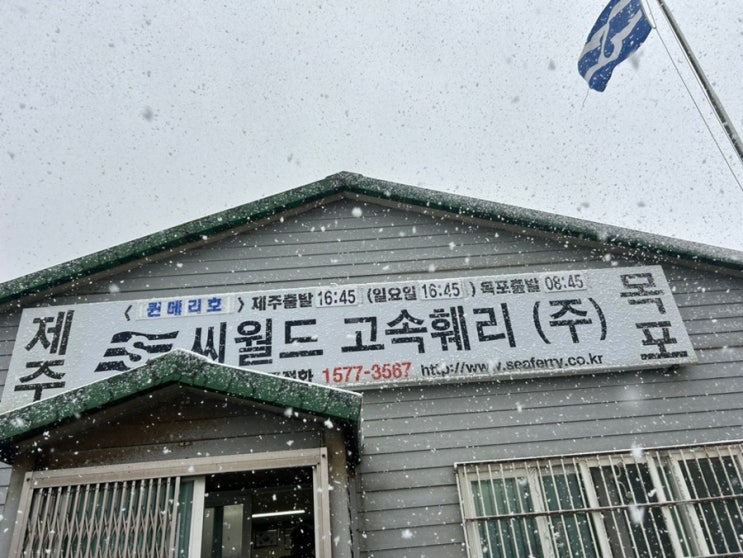 제주
〈 퀸메리호 〉 제주출발 16:45 (일요일 16:45) 목포출발 08:45
씨월드 고속훼리 (주)
1577-3567 http://www.seaferry.co.kr
목포